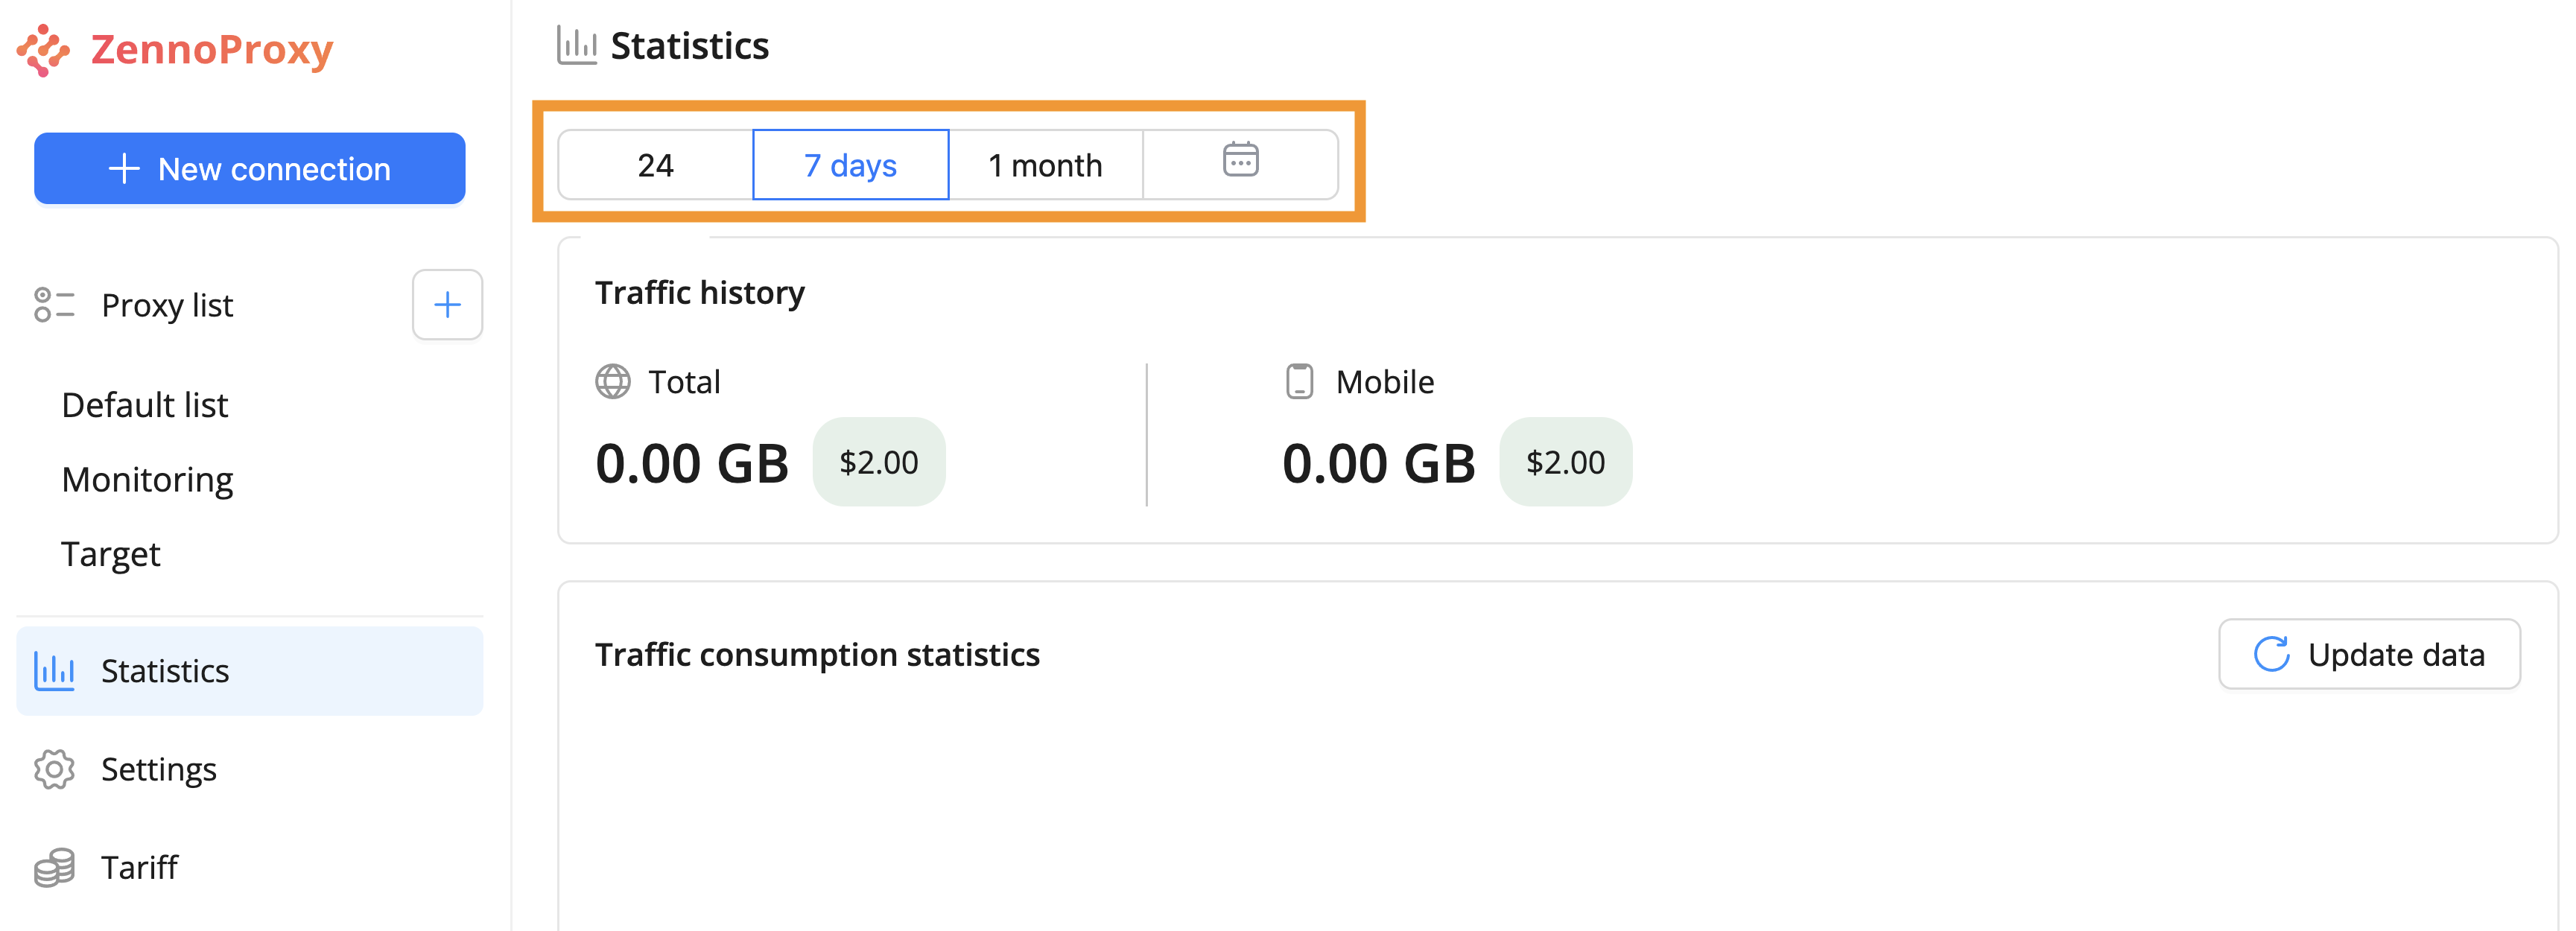 ZennoProxy
New connection
Proxy list
Default list
Monitoring
Target
Statistics
Settings
Tariff
Statistics
24 7 days 1 month
Traffic history
Total Mobile
0.00 GB $2.00 0.00 GB $2.00
Traffic consumption statistics Update data